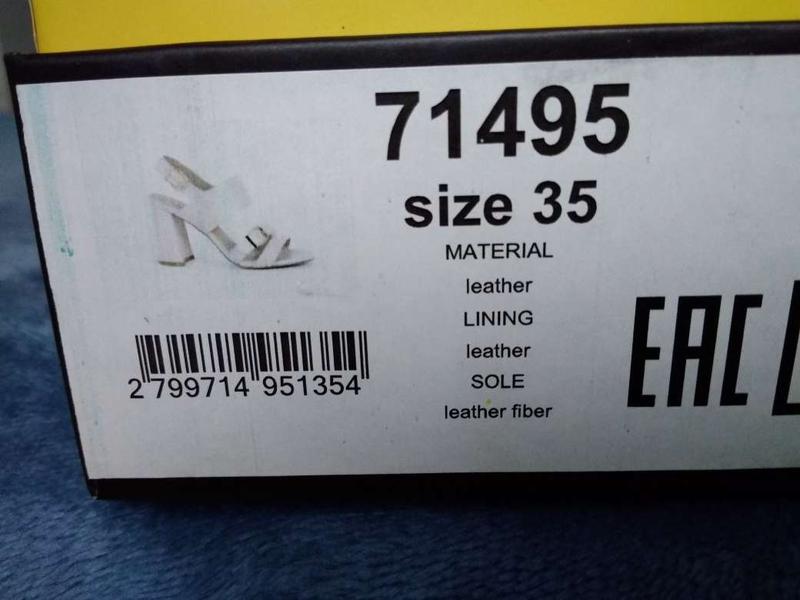 71495
size 35
MATERIAL
leather
LINING
leather
SOLE
leather fiber
2 799714 951354
EAC